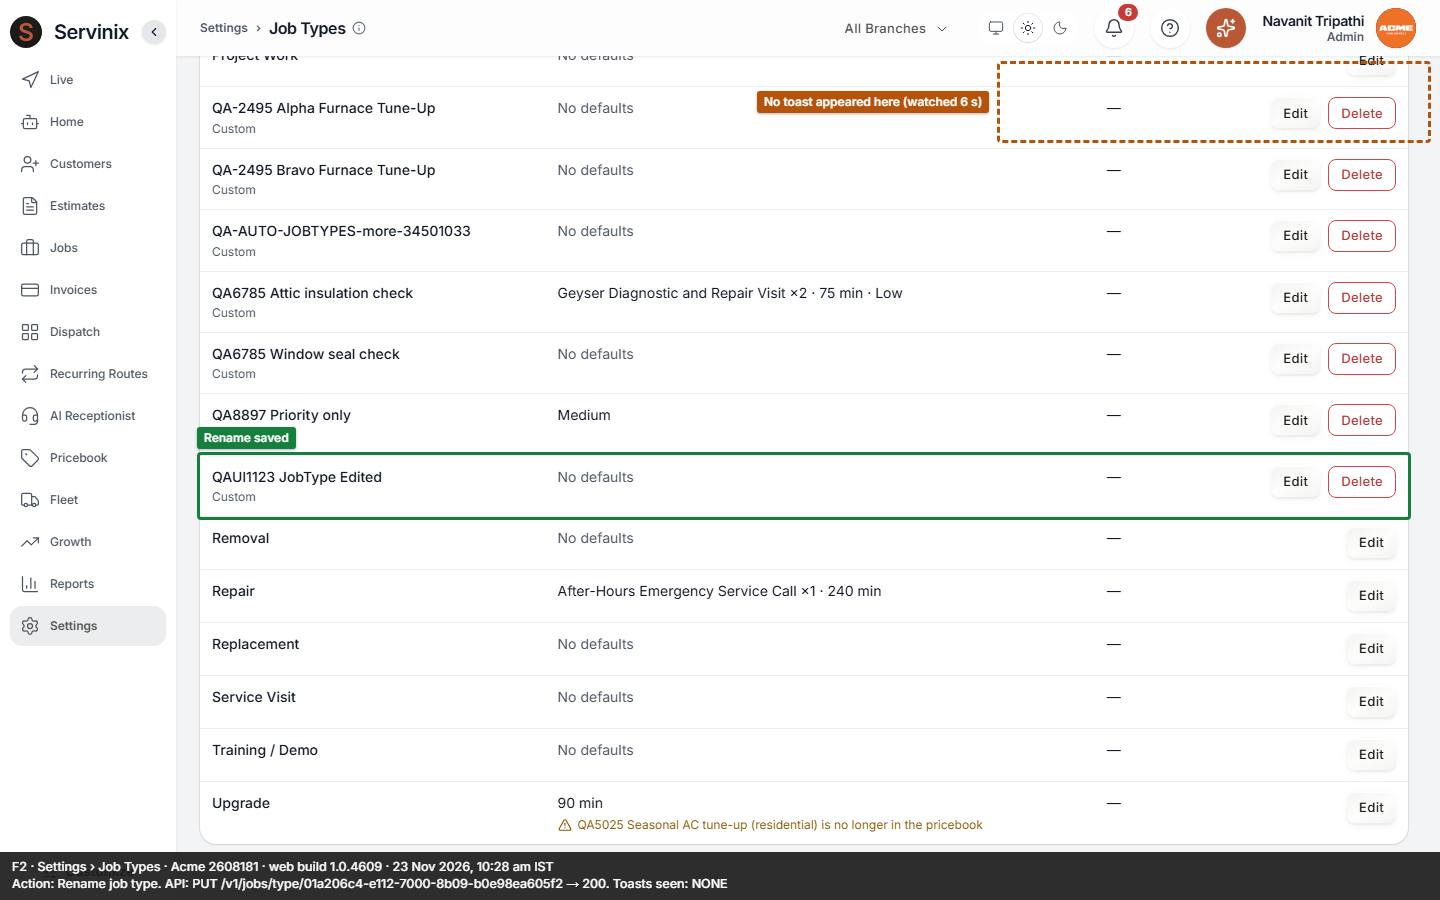 Servinix
Settings › Job Types
All Branches
6
Navanit Tripathi
Admin
ACME
Live
Home
Customers
Estimates
Jobs
Invoices
Dispatch
Recurring Routes
AI Receptionist
Pricebook
Fleet
Growth
Reports
Settings
Project Work No defaults Edit
No toast appeared here (watched 6 s)
QA-2495 Alpha Furnace Tune-Up No defaults — Edit Delete
Custom
QA-2495 Bravo Furnace Tune-Up No defaults — Edit Delete
Custom
QA-AUTO-JOBTYPES-more-34501033 No defaults — Edit Delete
Custom
QA6785 Attic insulation check Geyser Diagnostic and Repair Visit ×2 · 75 min · Low — Edit Delete
Custom
QA6785 Window seal check No defaults — Edit Delete
Custom
QA8897 Priority only Medium — Edit Delete
Rename saved
QAUI1123 JobType Edited No defaults — Edit Delete
Custom
Removal No defaults — Edit
Repair After-Hours Emergency Service Call ×1 · 240 min — Edit
Replacement No defaults — Edit
Service Visit No defaults — Edit
Training / Demo No defaults — Edit
Upgrade 90 min — Edit
QA5025 Seasonal AC tune-up (residential) is no longer in the pricebook
F2 · Settings › Job Types · Acme 2608181 · web build 1.0.4609 · 23 Nov 2026, 10:28 am IST
Action: Rename job type. API: PUT /v1/jobs/type/01a206c4-e112-7000-8b09-b0e98ea605f2 → 200. Toasts seen: NONE